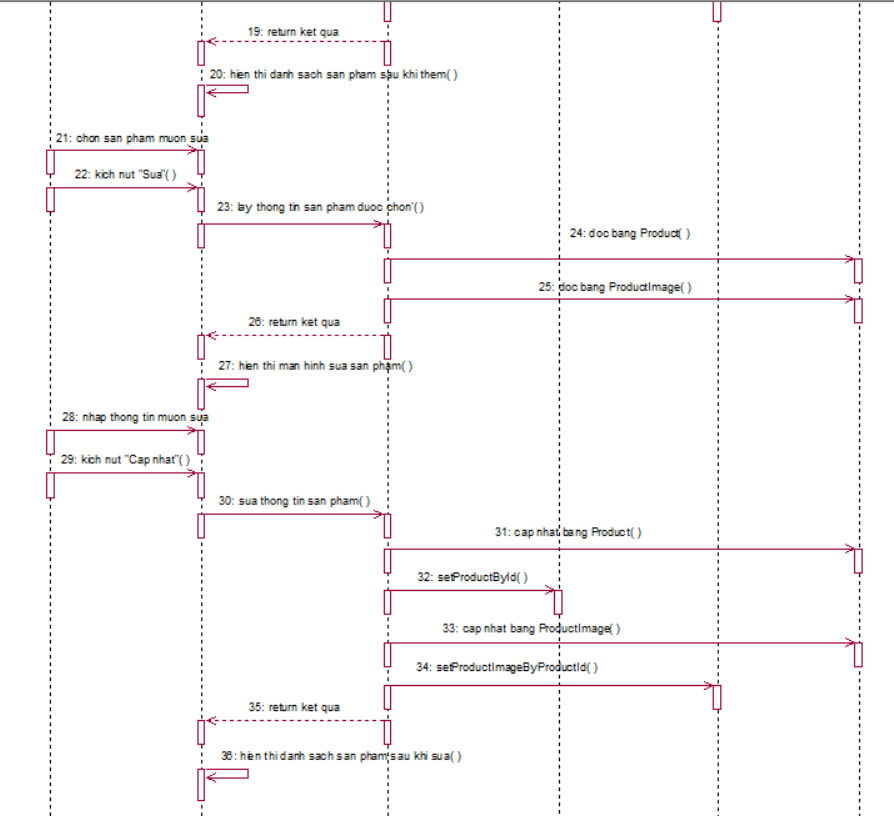 19: return ket qua
20: hien thi danh sach san pham sau khi them( )
21: chon san pham muon sua
22: kich nut "Sua"( )
23: lay thong tin san pham duoc chon'( )
24: doc bang Product( )
25: doc bang ProductImage( )
26: return ket qua
27: hien thi man hinh sua san pham( )
28: nhap thong tin muon sua
29: kich nut "Cap nhat"( )
30: sua thong tin san pham( )
31: cap nhat bang Product( )
32: setProductById( )
33: cap nhat bang ProductImage( )
34: setProductImageByProductId( )
35: return ket qua
36: hien thi danh sach san pham sau khi sua( )